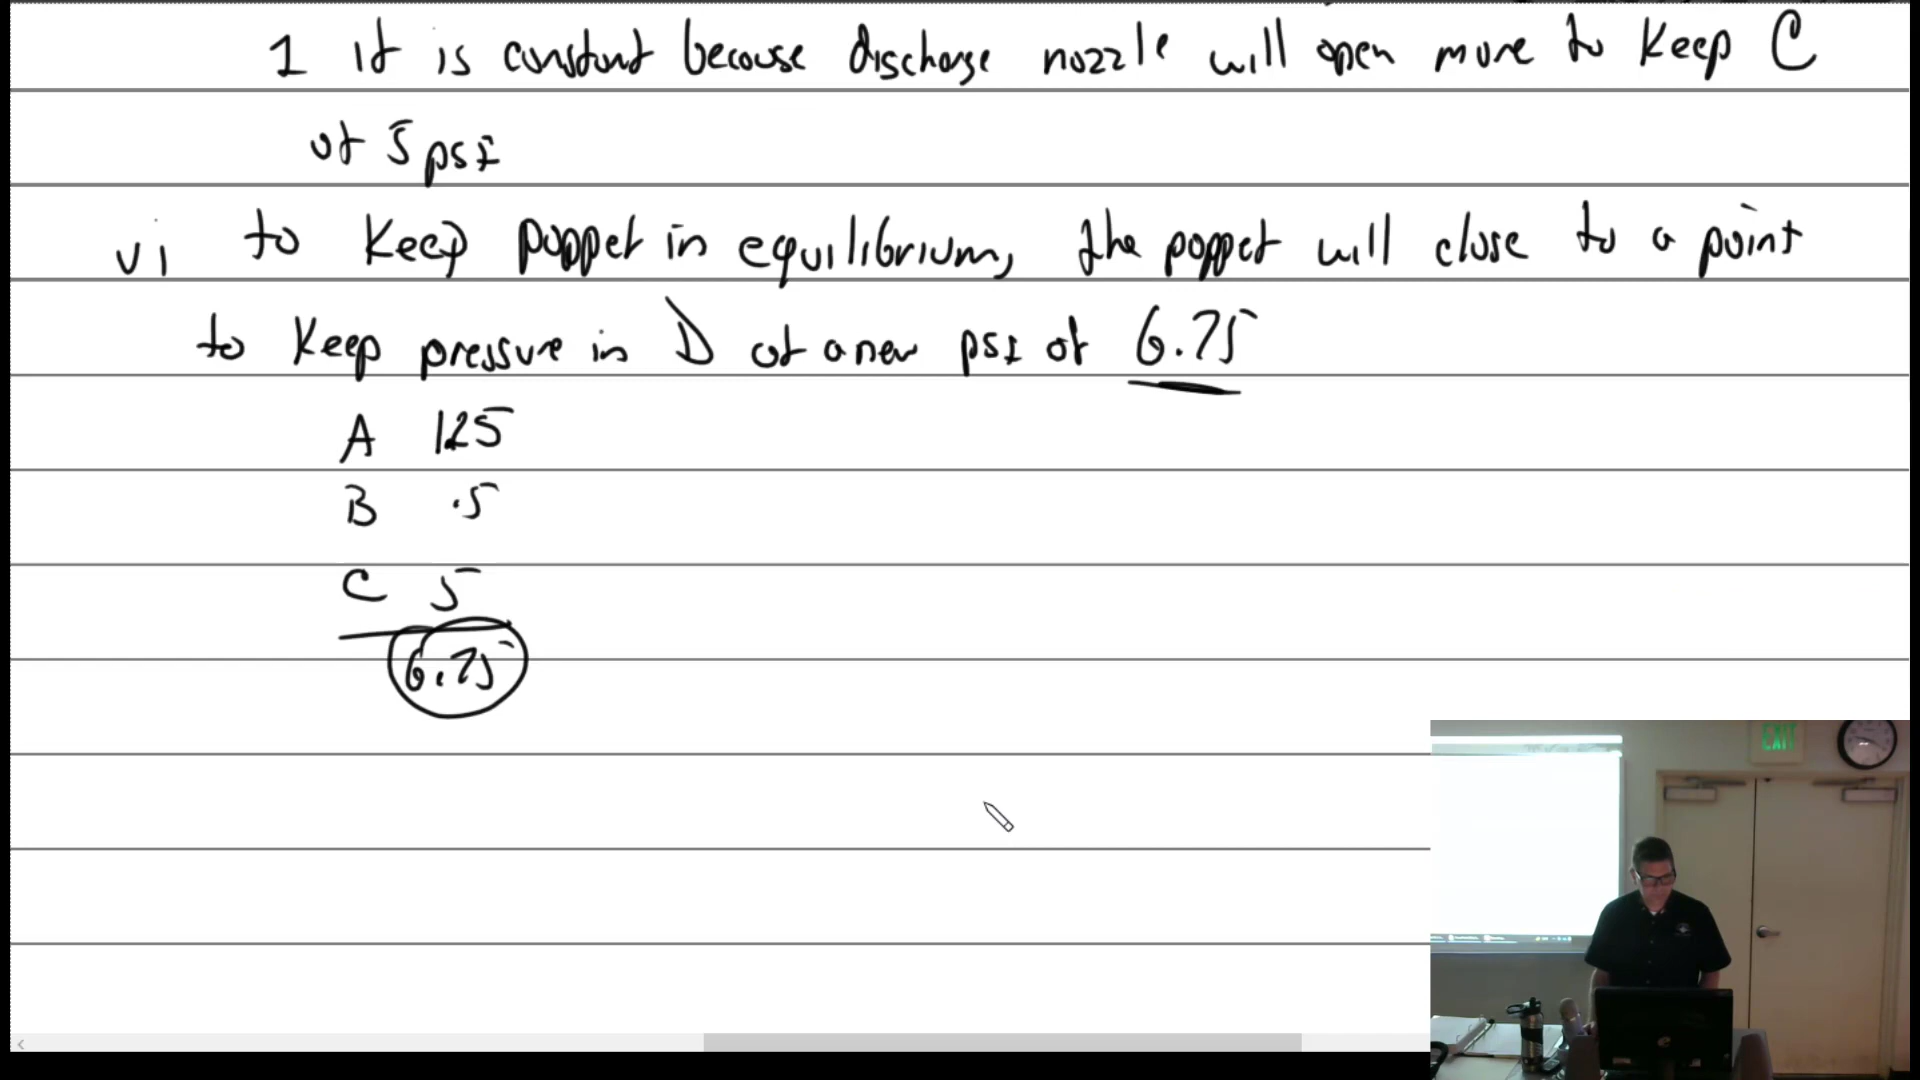 1 it is constant because discharge nozzle will open more to keep C
at 5 psi
vi to keep poppet in equilibrium, the poppet will close to a point
to keep pressure in D at a new psi of 6.75
A 1.25
B .5
C 5
6.75
EXIT